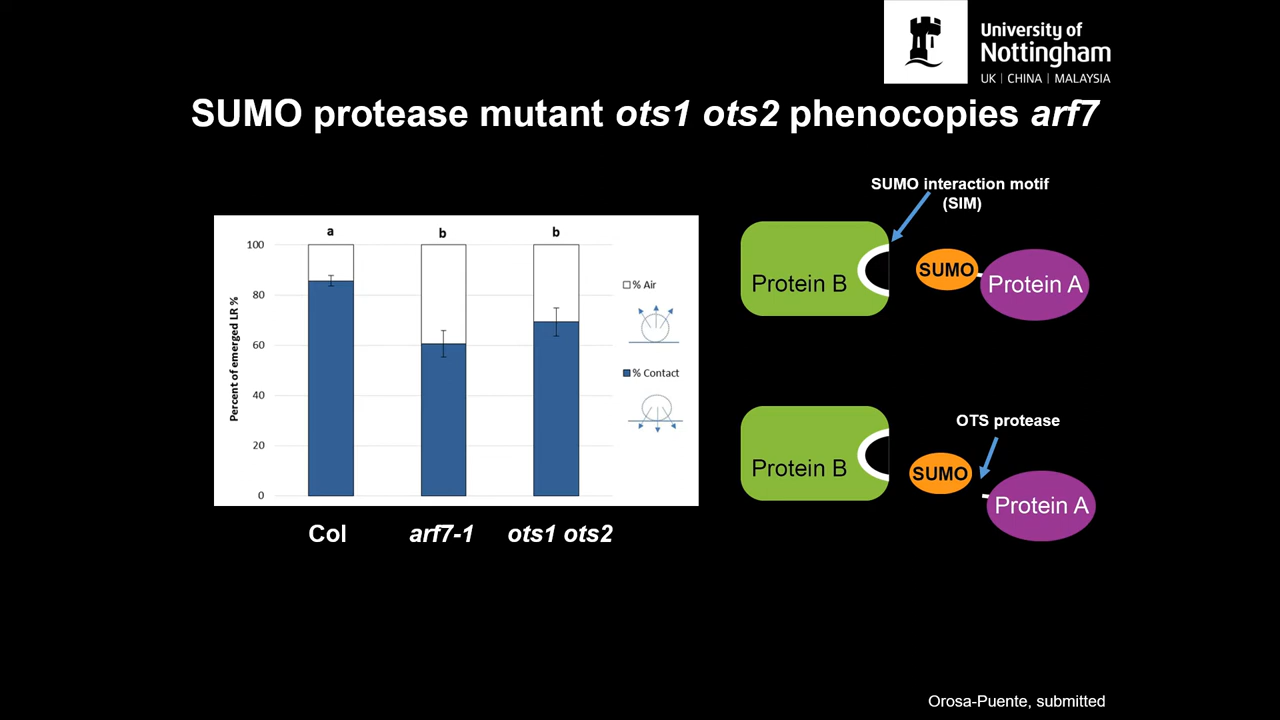 University of
Nottingham
UK | CHINA | MALAYSIA
SUMO protease mutant ots1 ots2 phenocopies arf7
Percent of emerged LR %
100
80
60
40
20
0
a
b
b
% Air
% Contact
Col
arf7-1
ots1 ots2
SUMO interaction motif
(SIM)
Protein B
SUMO
Protein A
OTS protease
Protein B
SUMO
Protein A
Orosa-Puente, submitted